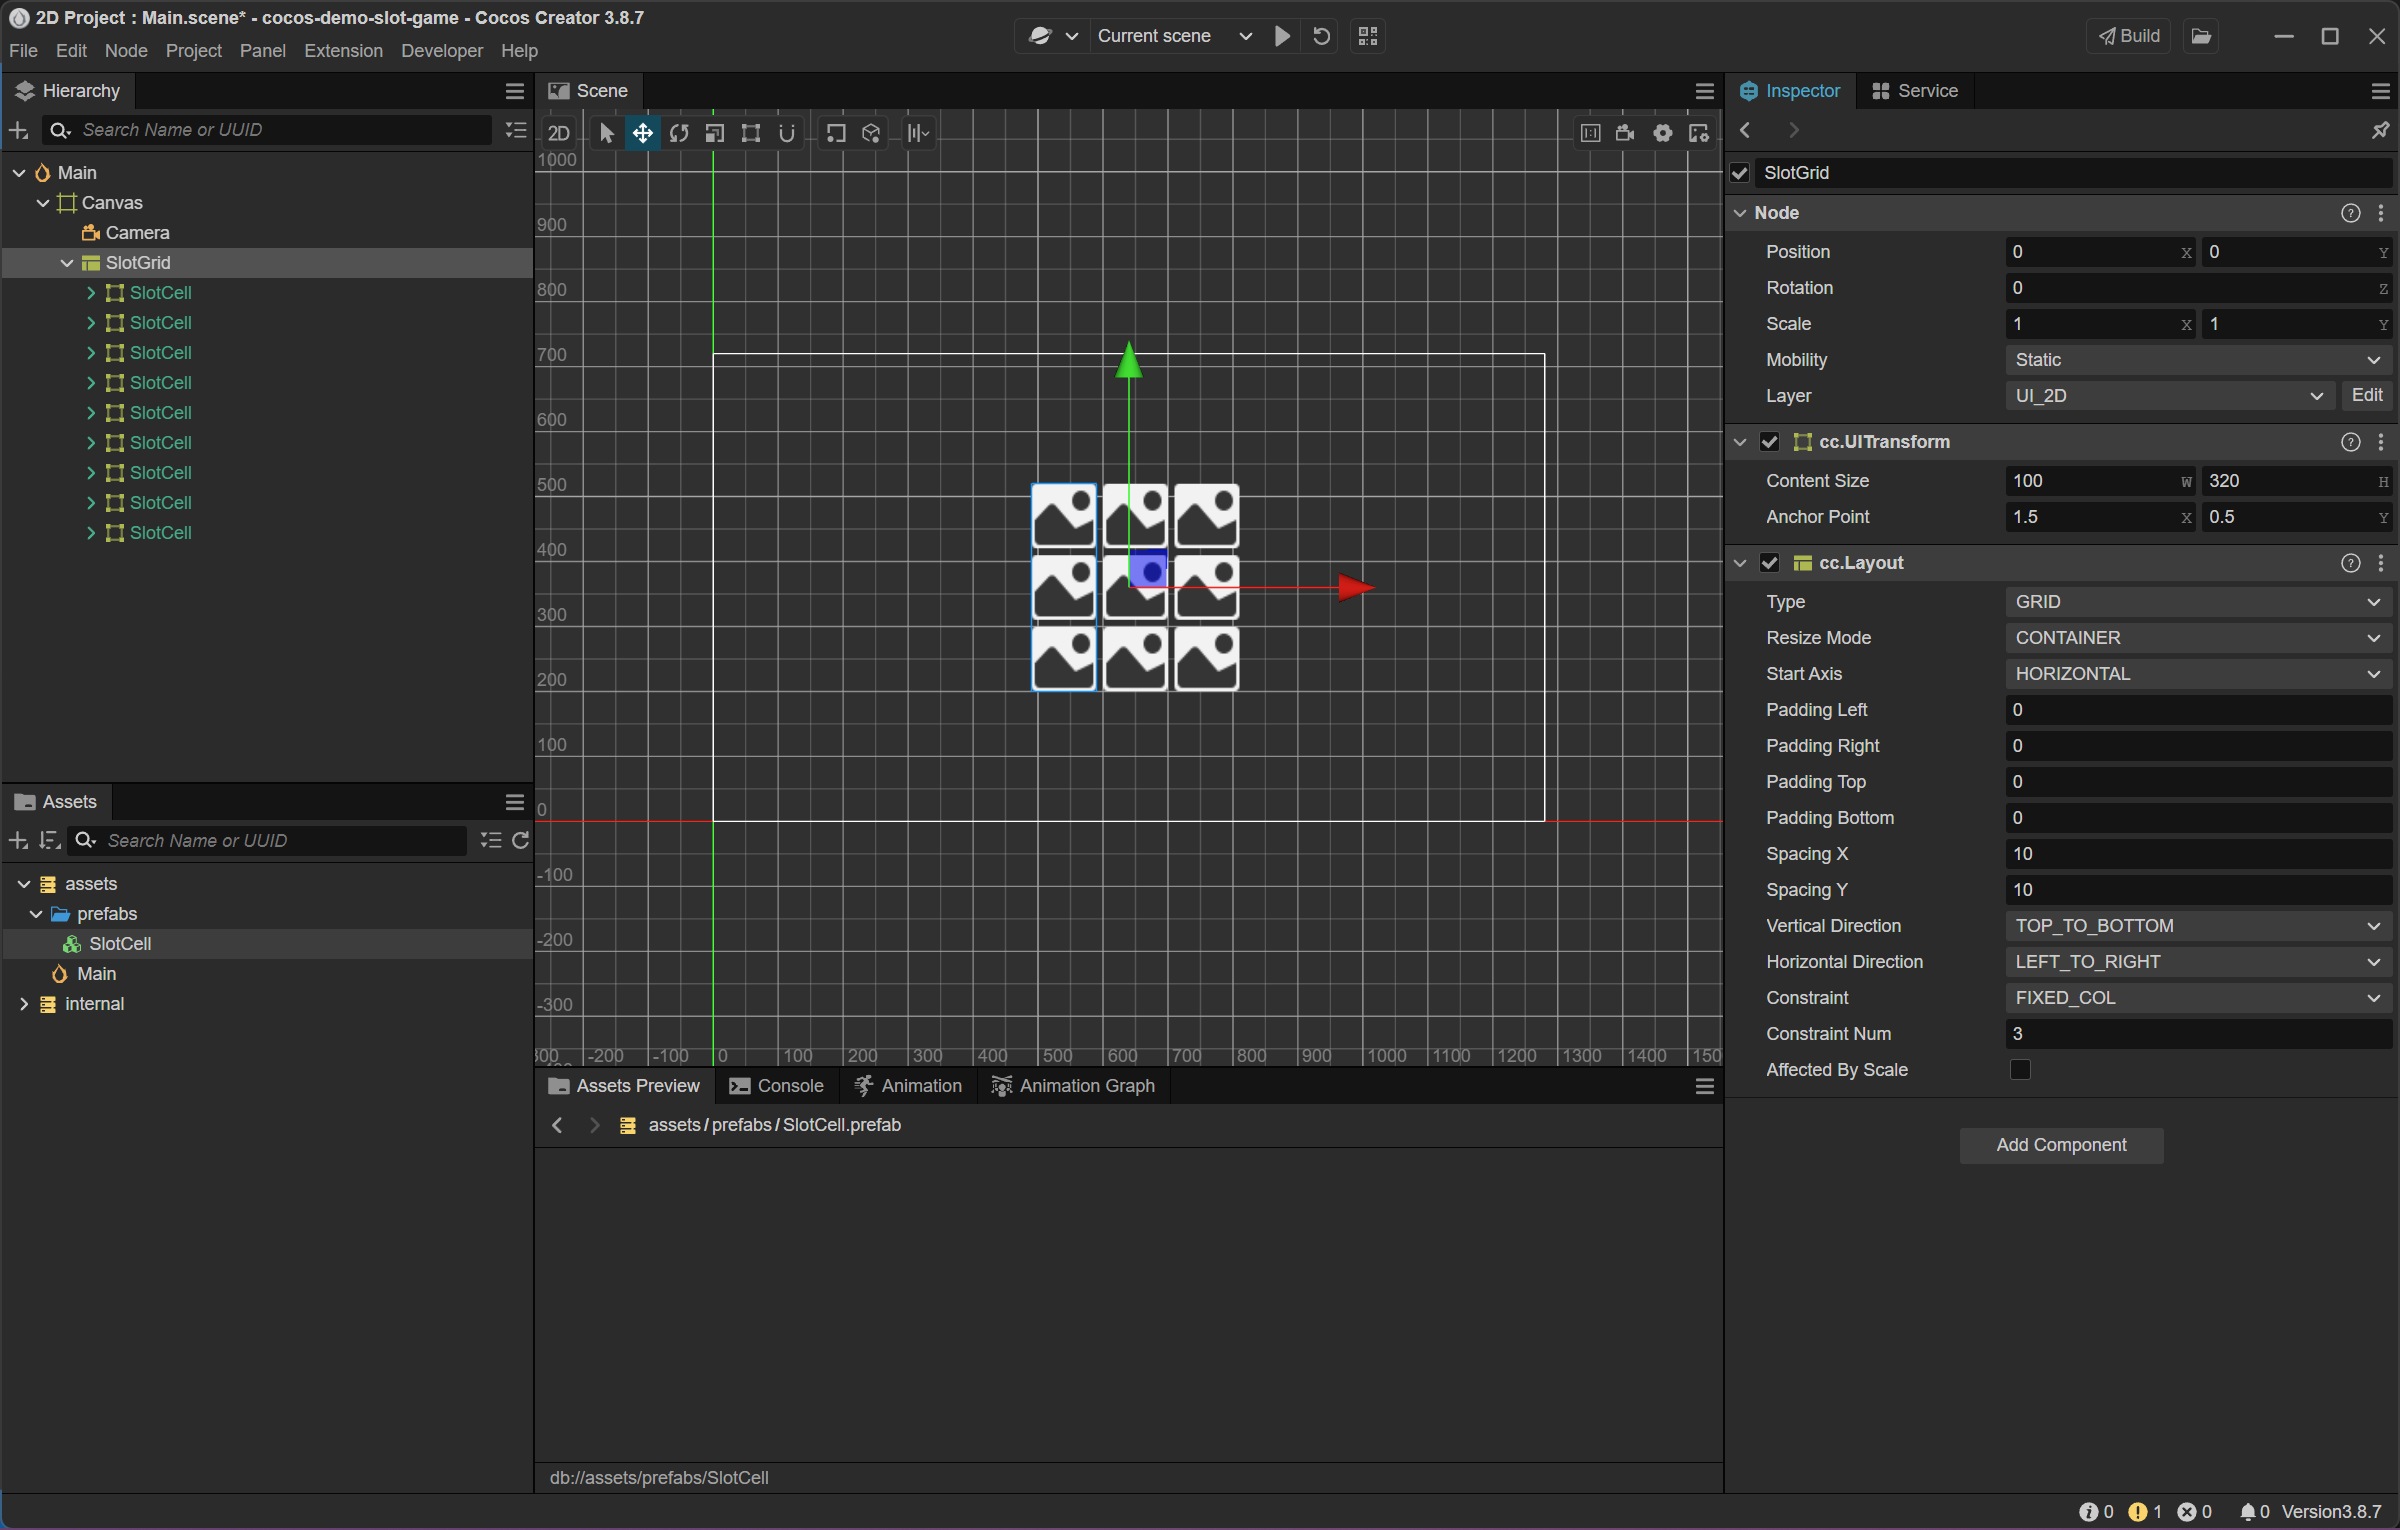 2D Project : Main.scene* - cocos-demo-slot-game - Cocos Creator 3.8.7
File Edit Node Project Panel Extension Developer Help
Current scene
Build
Hierarchy
Search Name or UUID
Main
Canvas
Camera
SlotGrid
SlotCell
SlotCell
SlotCell
SlotCell
SlotCell
SlotCell
SlotCell
SlotCell
SlotCell
Assets
Search Name or UUID
assets
prefabs
SlotCell
Main
internal
Scene
2D
1000
900
800
700
600
500
400
300
200
100
0
-100
-200
-300
-200 -100 0 100 200 300 400 500 600 700 800 900 1000 1100 1200 1300 1400
Assets Preview Console Animation Animation Graph
assets / prefabs / SlotCell.prefab
db://assets/prefabs/SlotCell
Inspector Service
SlotGrid
Node
Position 0 X 0 Y
Rotation 0 Z
Scale 1 X 1 Y
Mobility Static
Layer UI_2D Edit
cc.UITransform
Content Size 100 W 320 H
Anchor Point 1.5 X 0.5 Y
cc.Layout
Type GRID
Resize Mode CONTAINER
Start Axis HORIZONTAL
Padding Left 0
Padding Right 0
Padding Top 0
Padding Bottom 0
Spacing X 10
Spacing Y 10
Vertical Direction TOP_TO_BOTTOM
Horizontal Direction LEFT_TO_RIGHT
Constraint FIXED_COL
Constraint Num 3
Affected By Scale
Add Component
0 1 0 0 Version3.8.7